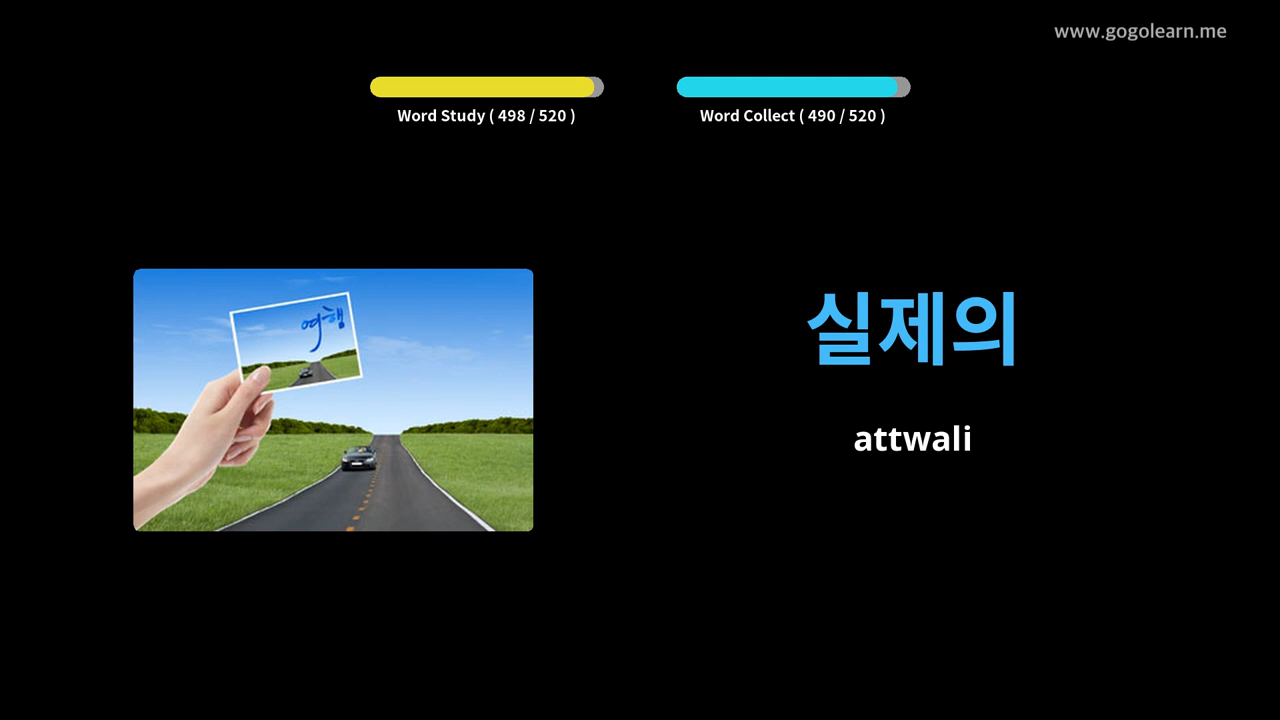 www.gogolearn.me
Word Study ( 498 / 520 )
Word Collect ( 490 / 520 )
여행
실제의
attwali